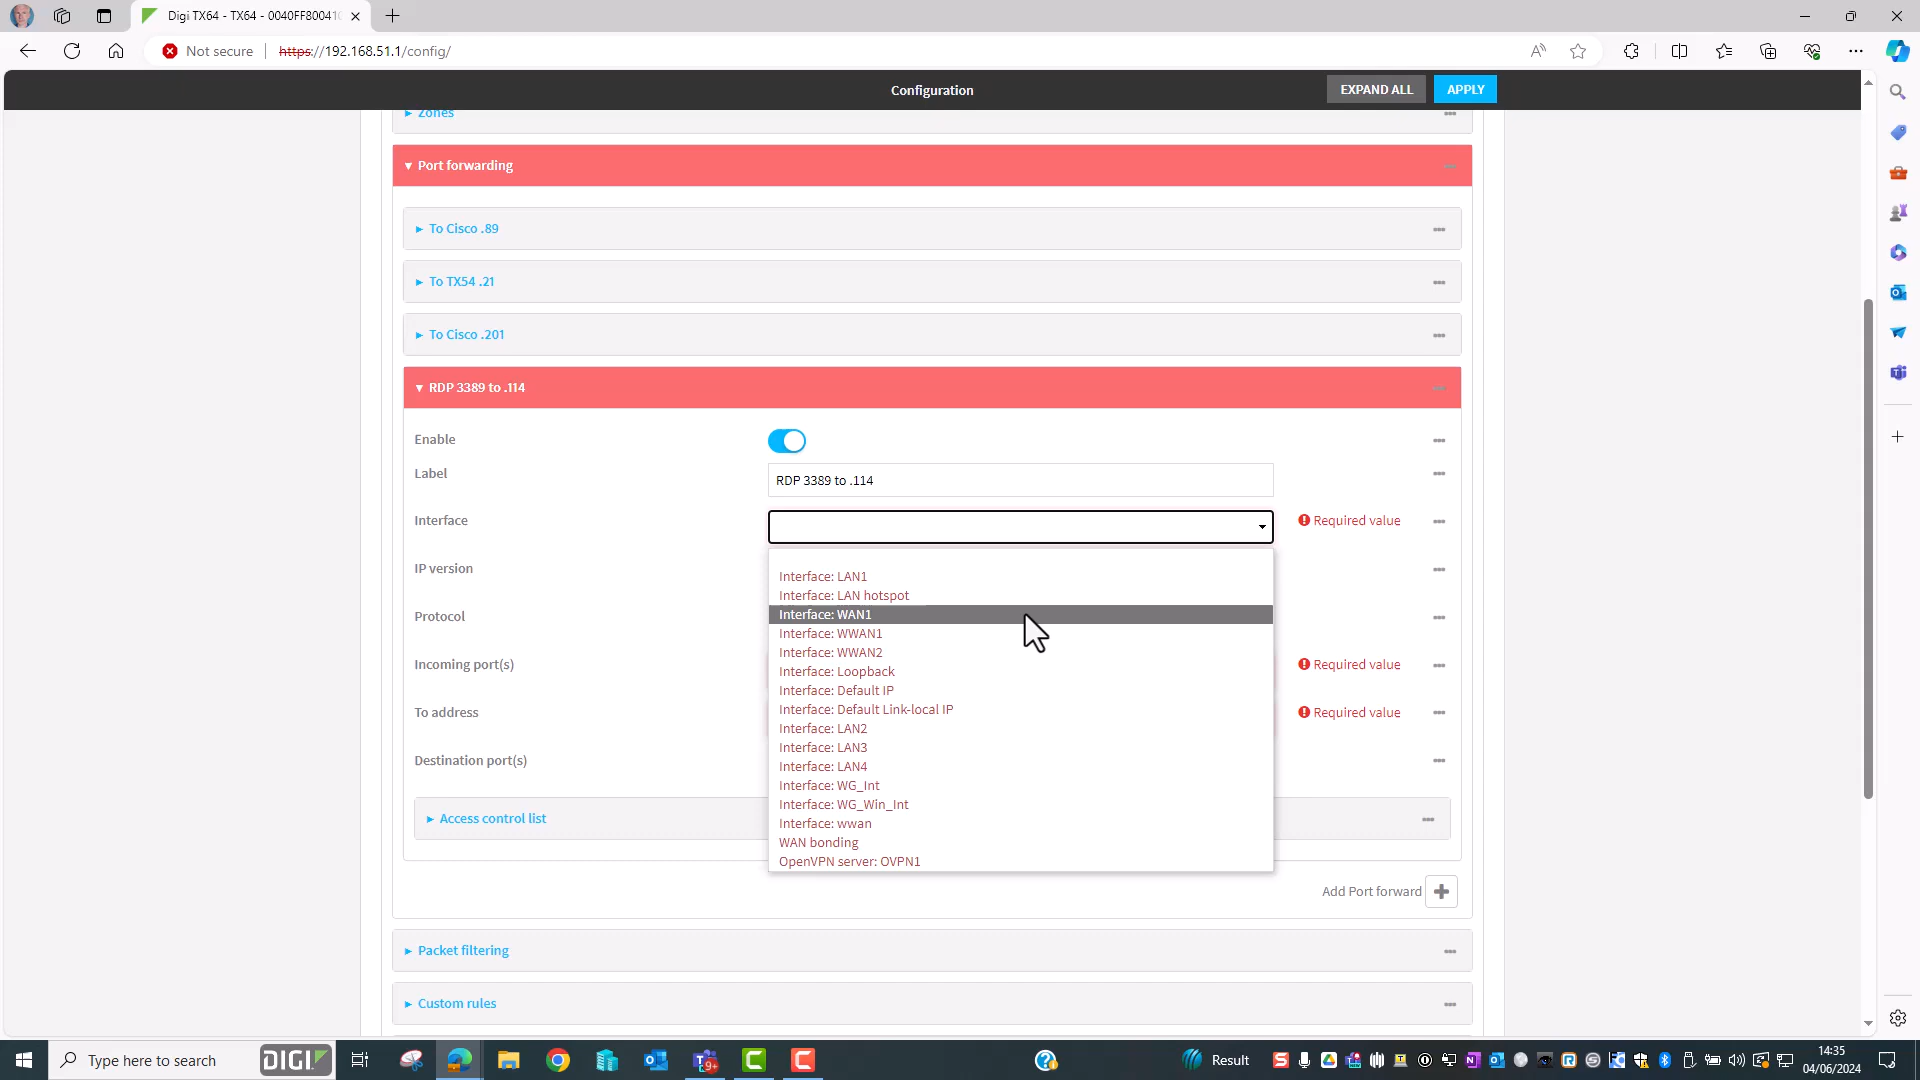 Digi TX64 - TX64 - 0040FF80041
Not secure
https://192.168.51.1/config/
Configuration
EXPAND ALL
APPLY
Zones
Port forwarding
To Cisco .89
To TX54 .21
To Cisco .201
RDP 3389 to .114
Enable
Label
RDP 3389 to .114
Interface
Required value
IP version
Interface: LAN1
Interface: LAN hotspot
Interface: WAN1
Protocol
Interface: WWAN1
Interface: WWAN2
Incoming port(s)
Required value
Interface: Loopback
Interface: Default IP
To address
Interface: Default Link-local IP
Required value
Interface: LAN2
Interface: LAN3
Destination port(s)
Interface: LAN4
Interface: WG_Int
Interface: WG_Win_Int
Access control list
Interface: wwan
WAN bonding
OpenVPN server: OVPN1
Add Port forward
Packet filtering
Custom rules
Type here to search
DIGI
9+
Result
14:35
04/06/2024